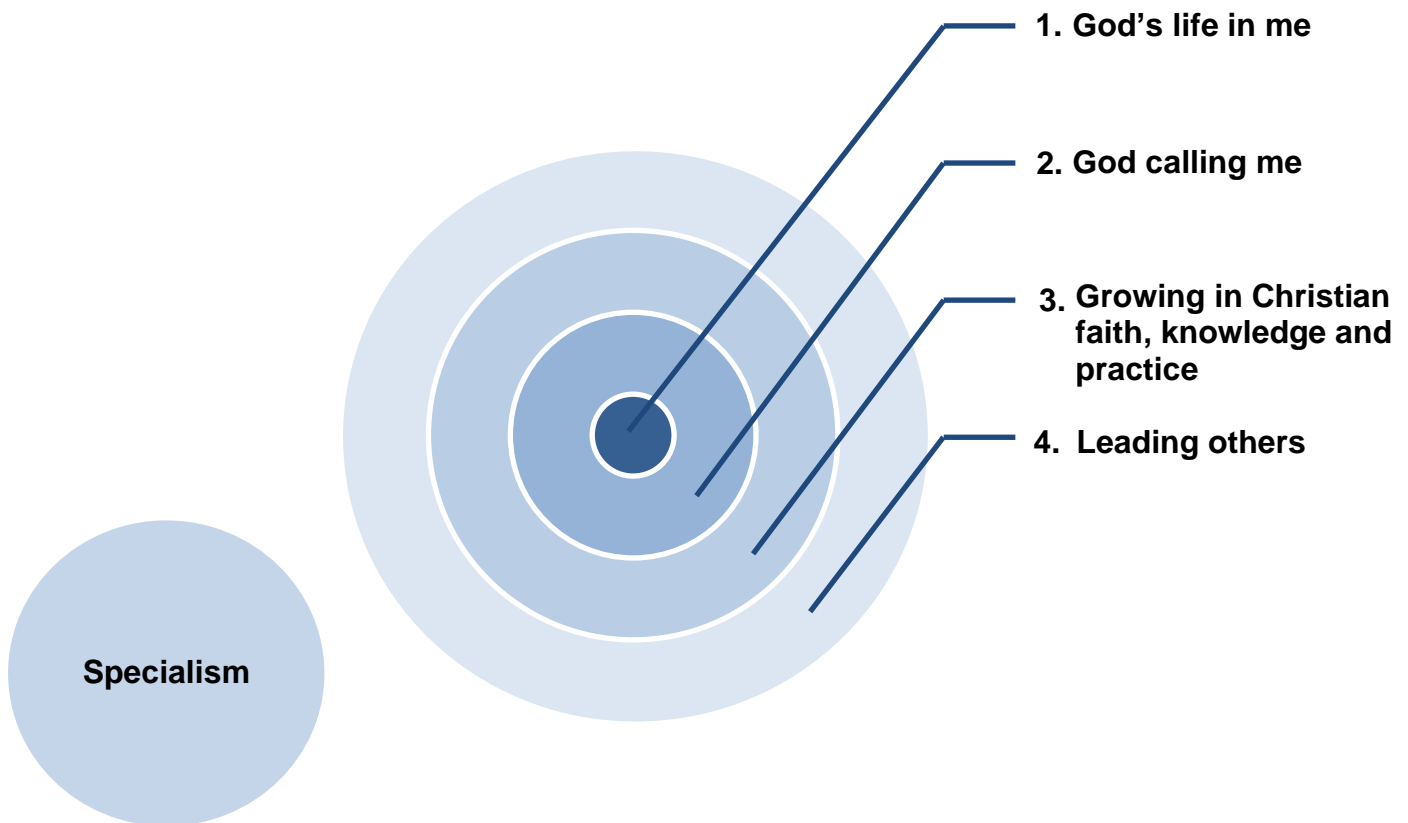 1. God’s life in me
2. God calling me
3. Growing in Christian
faith, knowledge and
practice
4. Leading others
Specialism